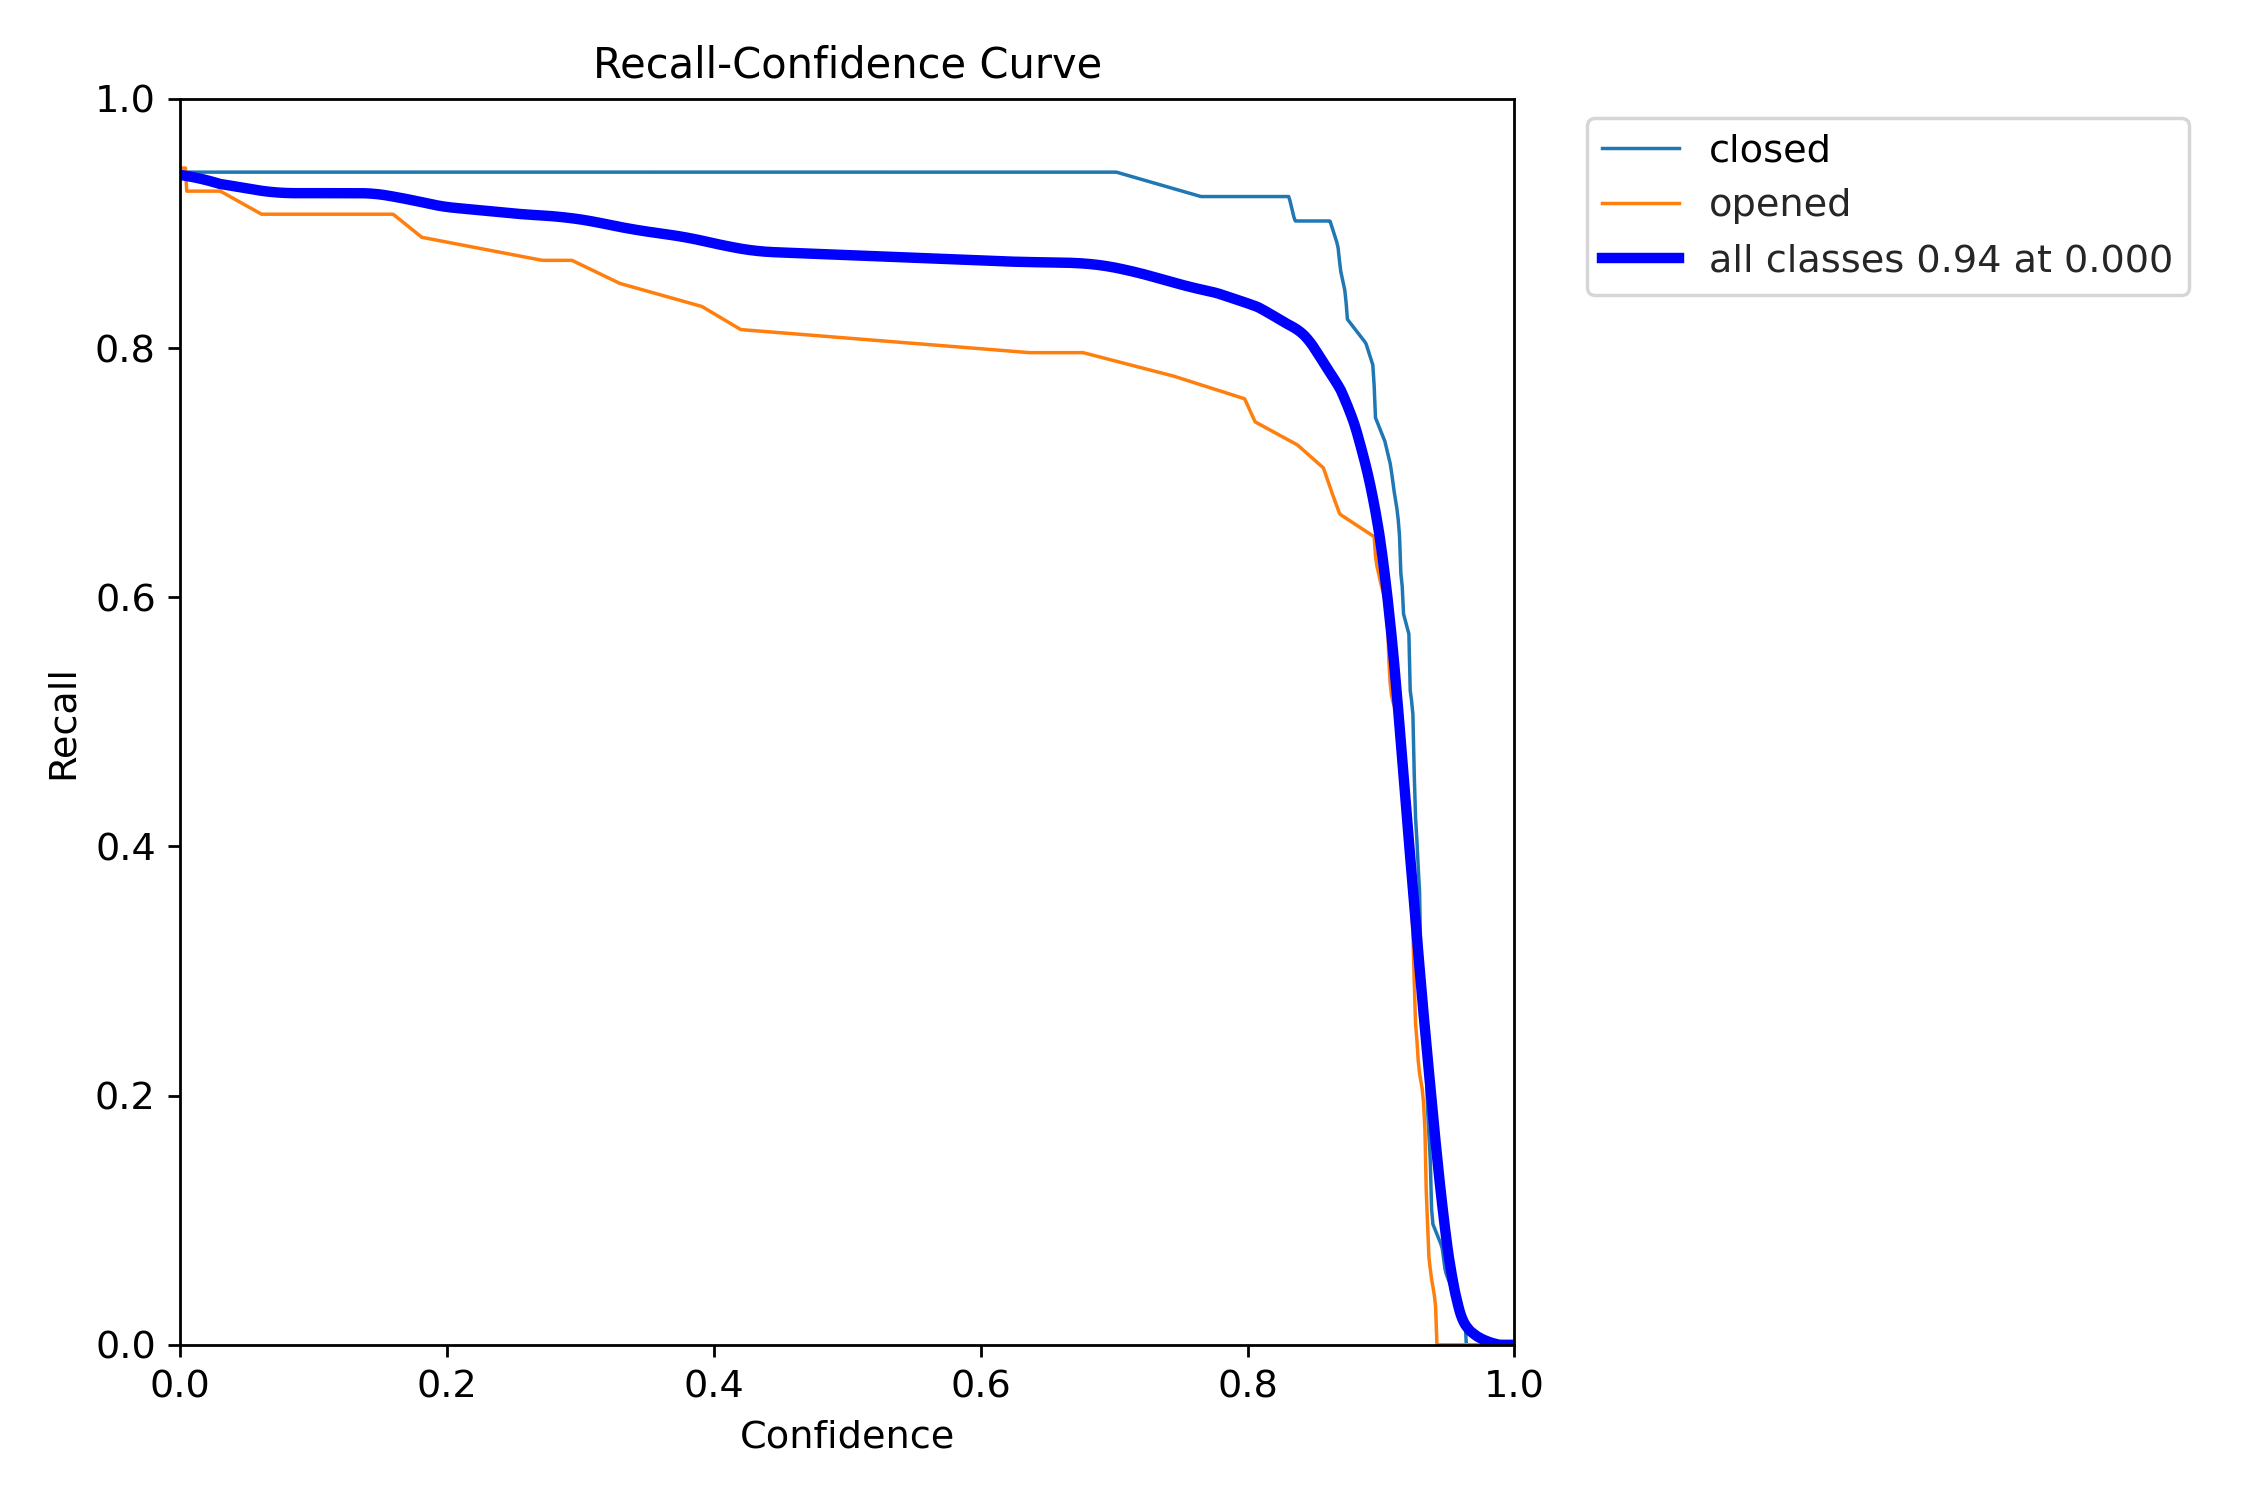 Recall-Confidence Curve
1.0
0.8
0.6
0.4
0.2
0.0
Recall
0.0 0.2 0.4 0.6 0.8 1.0
Confidence
closed
opened
all classes 0.94 at 0.000